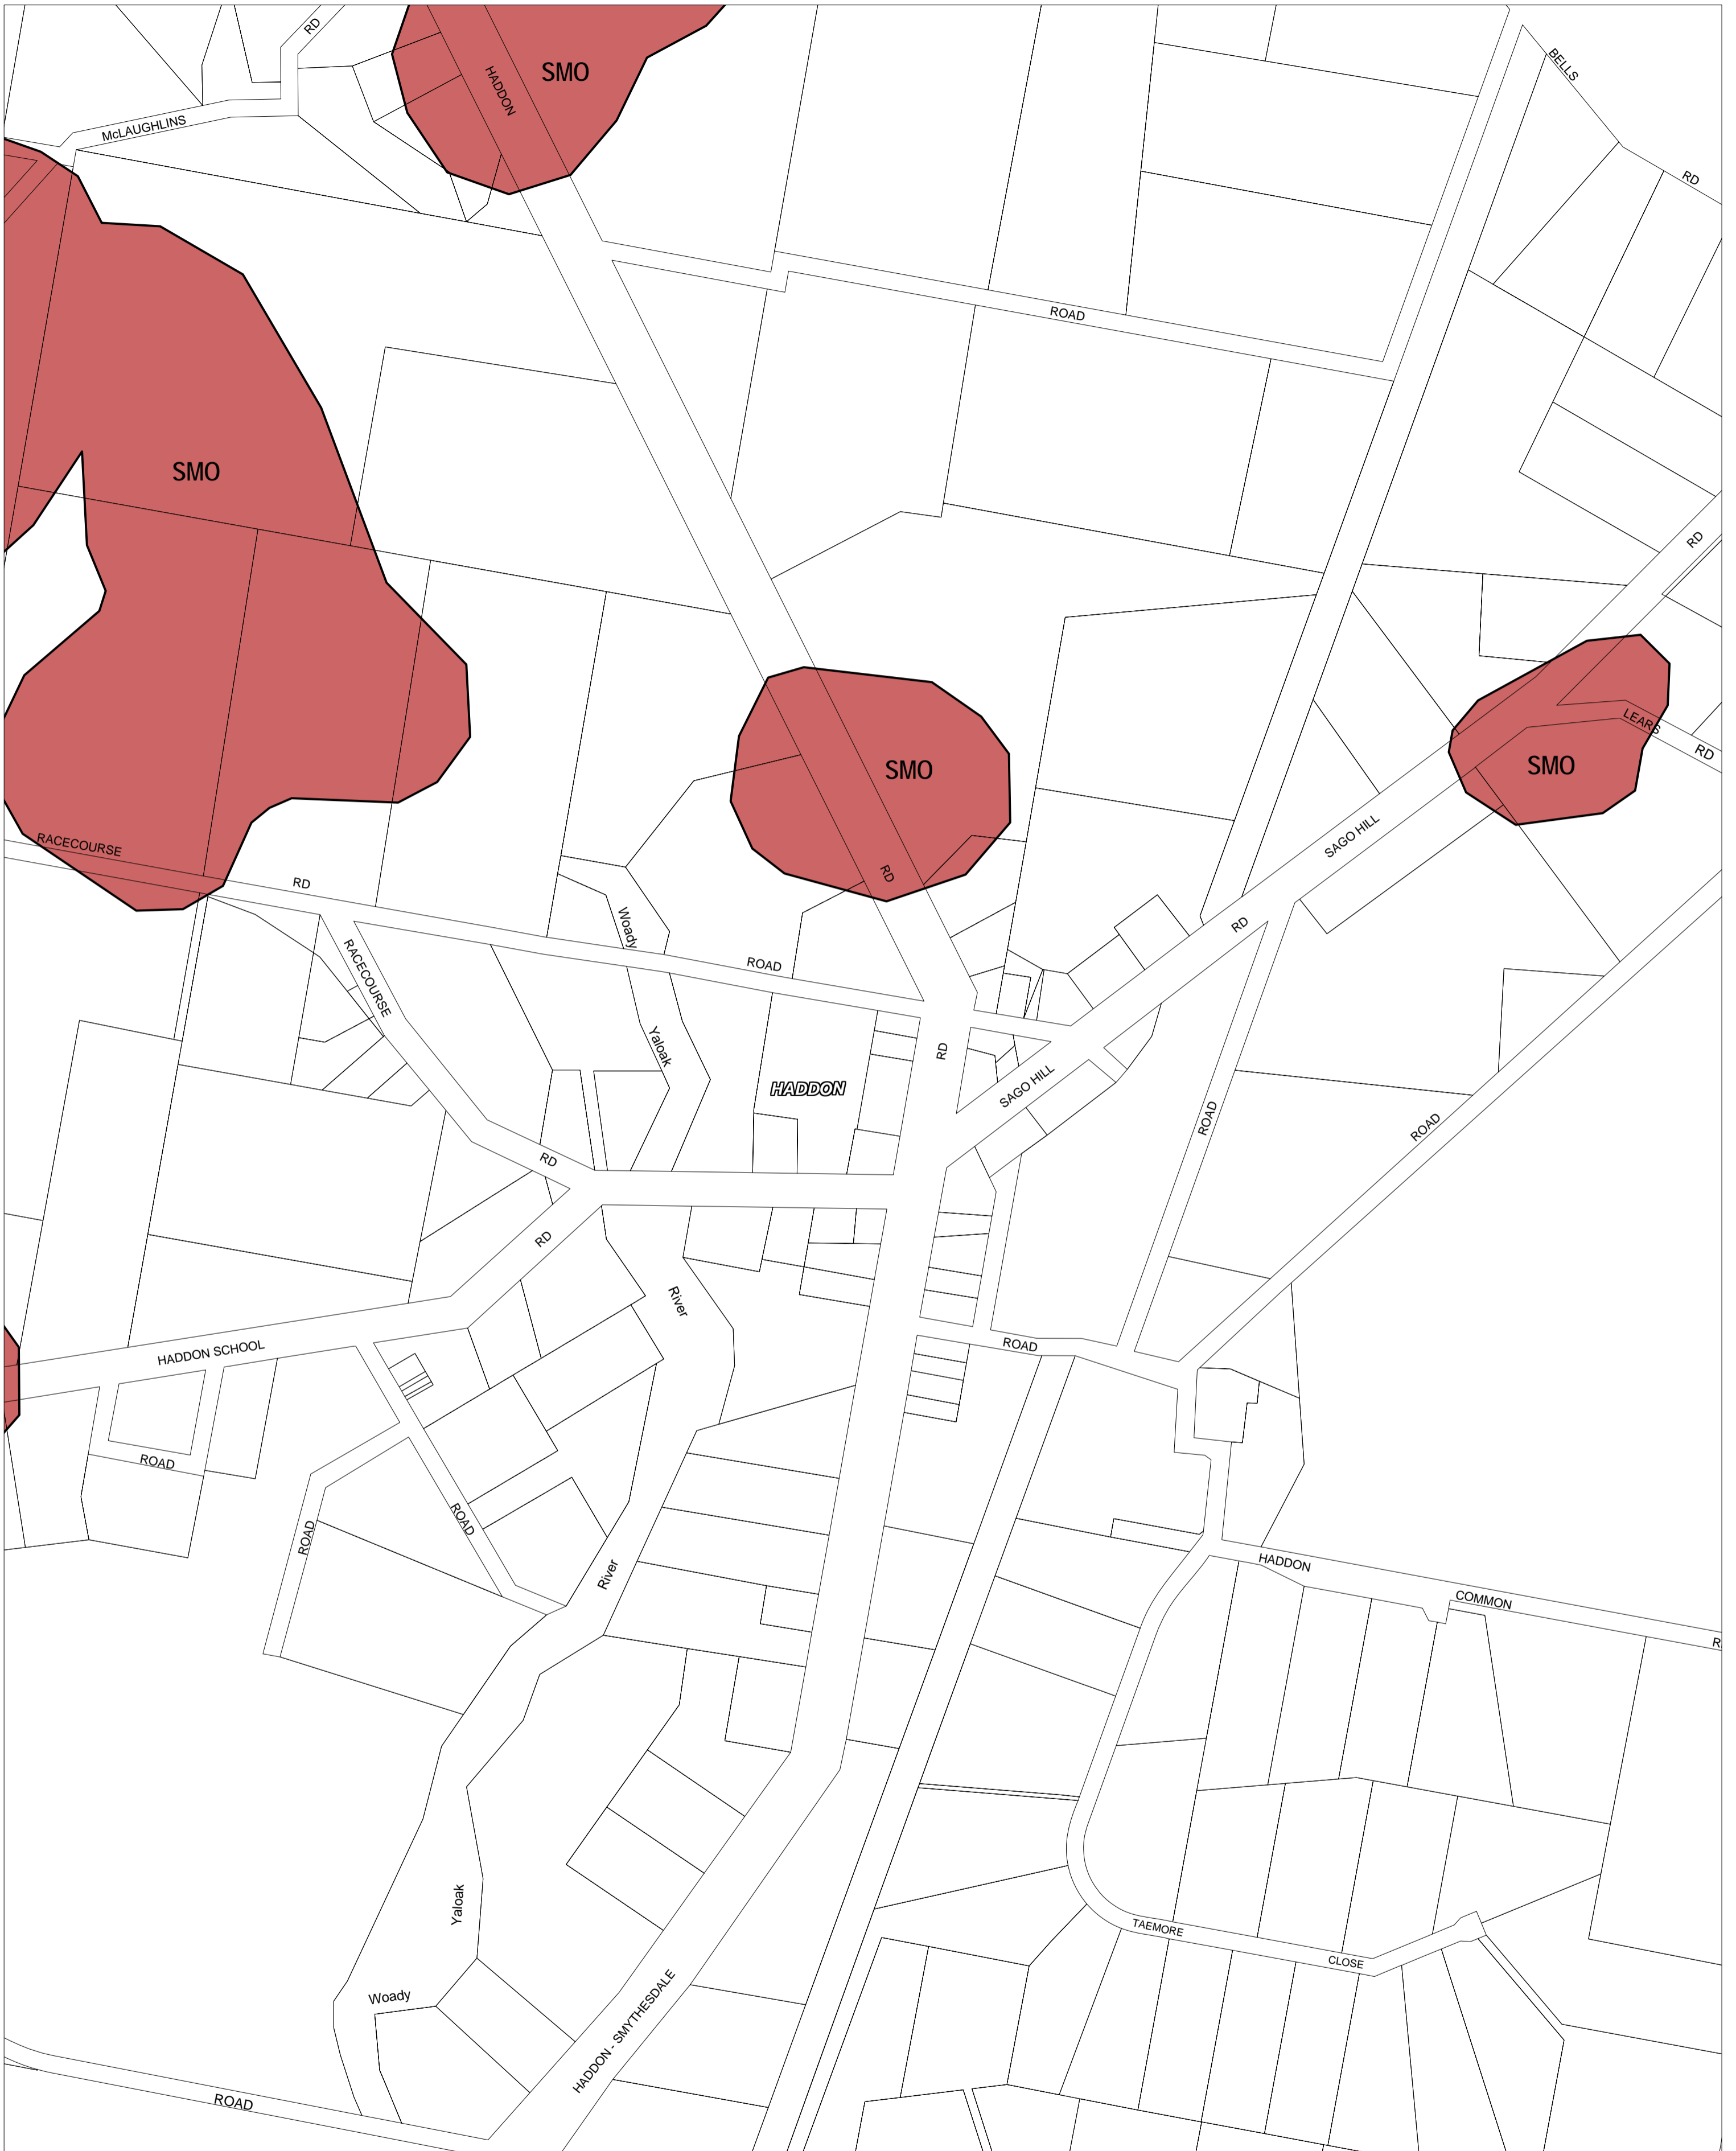 RD
SMO
HADDON
BELLS
McLAUGHLINS
RD
ROAD
SMO
RD
LEARS
RD
SMO
SMO
SAGO HILL
RACECOURSE
RD
RD
Woady
RD
ROAD
RACECOURSE
Yaloak
RD
SAGO HILL
HADDON
ROAD
ROAD
RD
RD
River
HADDON SCHOOL
ROAD
ROAD
ROAD
ROAD
River
HADDON
COMMON
R
Yaloak
TAEMORE
CLOSE
Woady
HADDON - SMYTHESDALE
ROAD